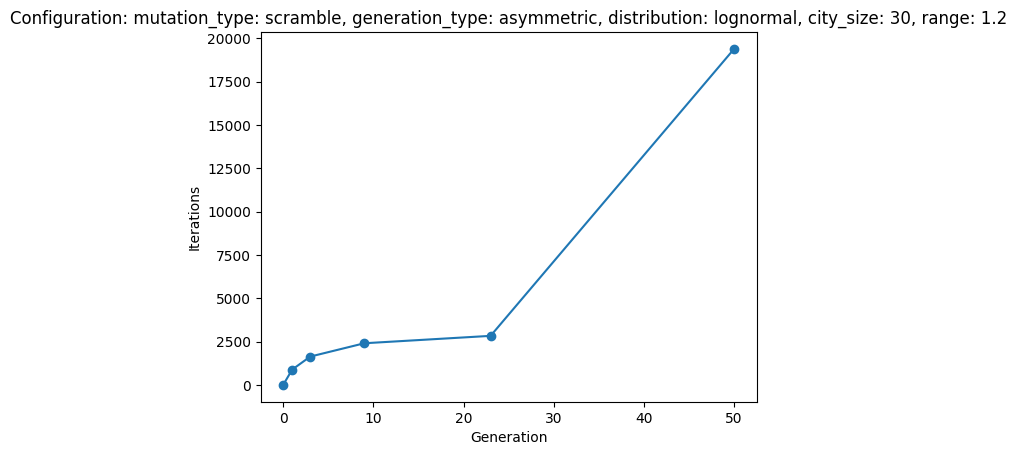 Configuration: mutation_type: scramble, generation_type: asymmetric, distribution: lognormal, city_size: 30, range: 1.2
20000
17500
15000
12500
10000
7500
5000
2500
0
Iterations
0 10 20 30 40 50
Generation